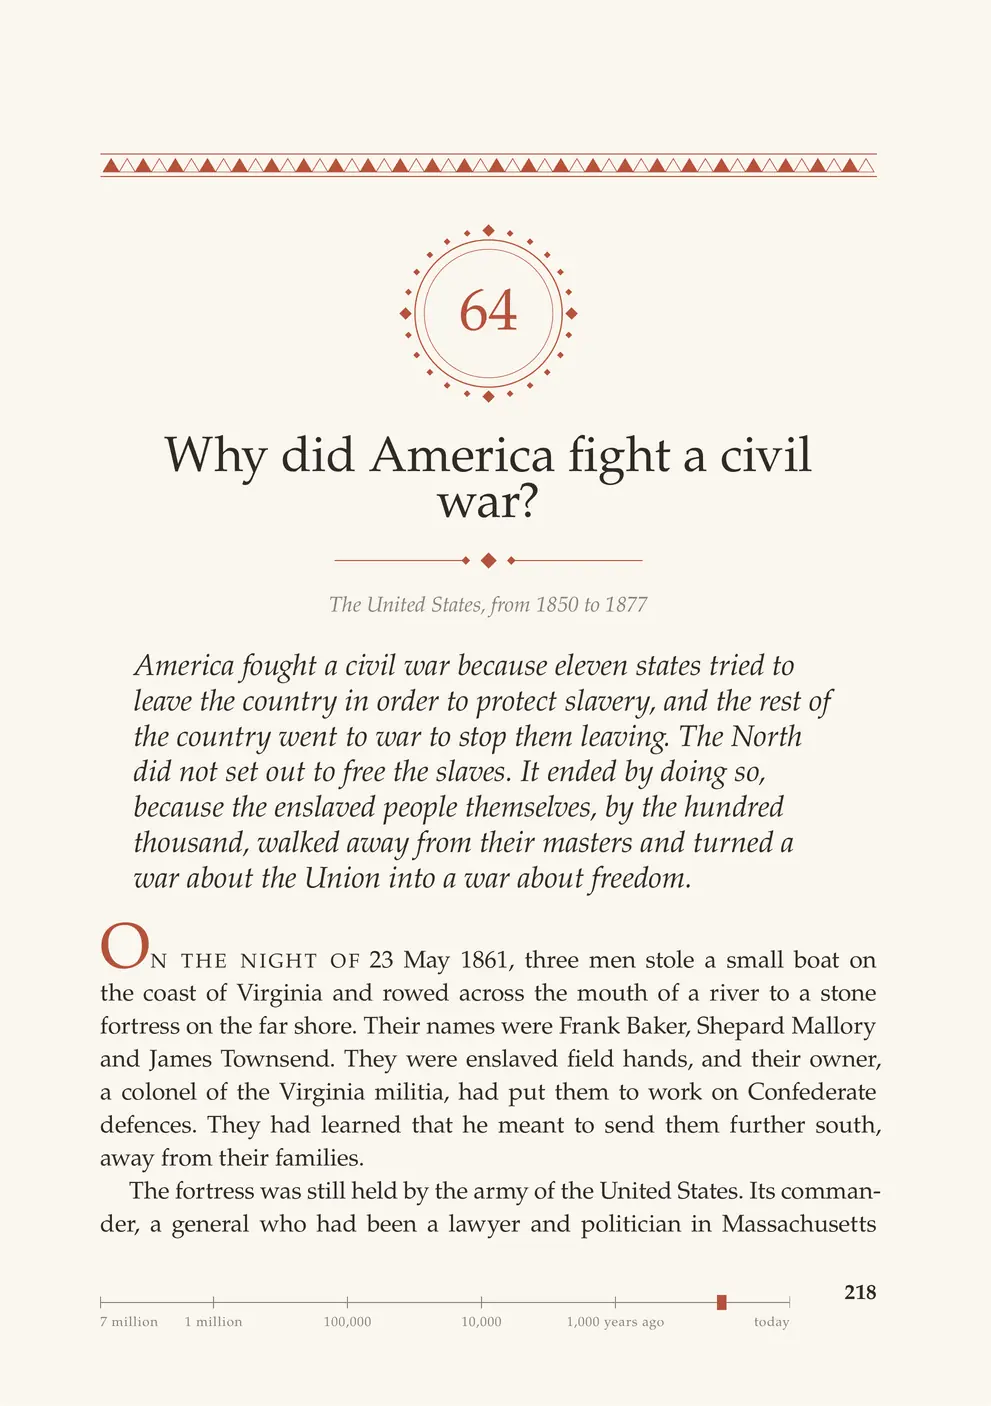 64
Why did America fight a civil
war?
The United States, from 1850 to 1877
America fought a civil war because eleven states tried to
leave the country in order to protect slavery, and the rest of
the country went to war to stop them leaving. The North
did not set out to free the slaves. It ended by doing so,
because the enslaved people themselves, by the hundred
thousand, walked away from their masters and turned a
war about the Union into a war about freedom.
ON THE NIGHT OF 23 May 1861, three men stole a small boat on
the coast of Virginia and rowed across the mouth of a river to a stone
fortress on the far shore. Their names were Frank Baker, Shepard Mallory
and James Townsend. They were enslaved field hands, and their owner,
a colonel of the Virginia militia, had put them to work on Confederate
defences. They had learned that he meant to send them further south,
away from their families.
The fortress was still held by the army of the United States. Its comman-
der, a general who had been a lawyer and politician in Massachusetts
218
7 million 1 million 100,000 10,000 1,000 years ago today